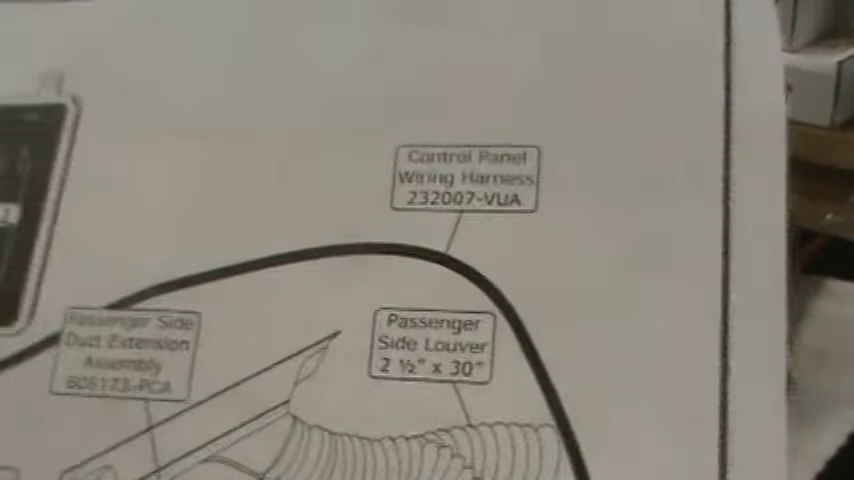 Control Panel
Wiring Harness
232007-VUA
Passenger Side
Duct Extension
Assembly
Passenger
Side Louver
2 ½" x 30"